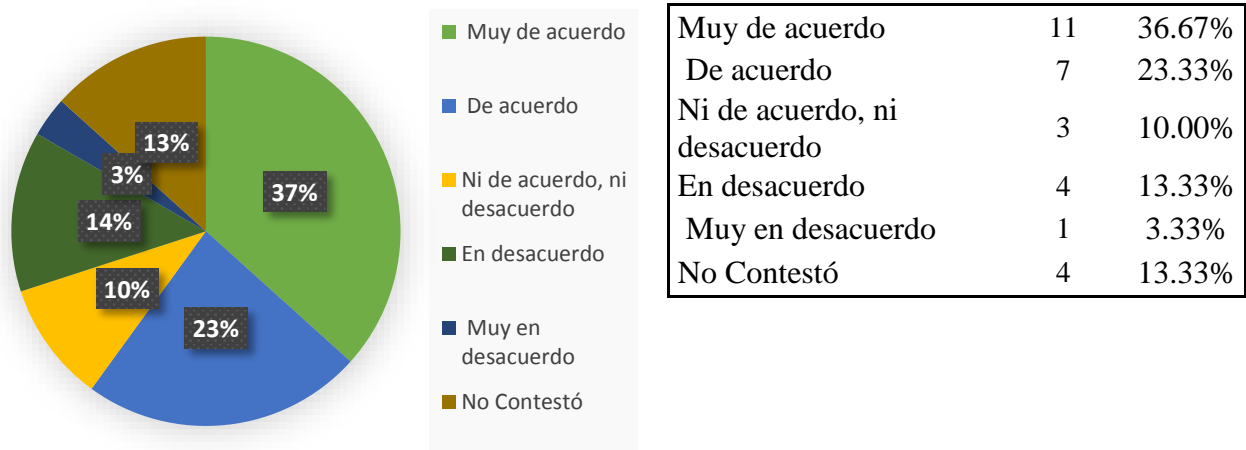 37%
23%
10%
14%
3%
13%
Muy de acuerdo
De acuerdo
Ni de acuerdo, ni
desacuerdo
En desacuerdo
Muy en
desacuerdo
No Contestó
Muy de acuerdo 11 36.67%
De acuerdo 7 23.33%
Ni de acuerdo, ni
desacuerdo 3 10.00%
En desacuerdo 4 13.33%
Muy en desacuerdo 1 3.33%
No Contestó 4 13.33%